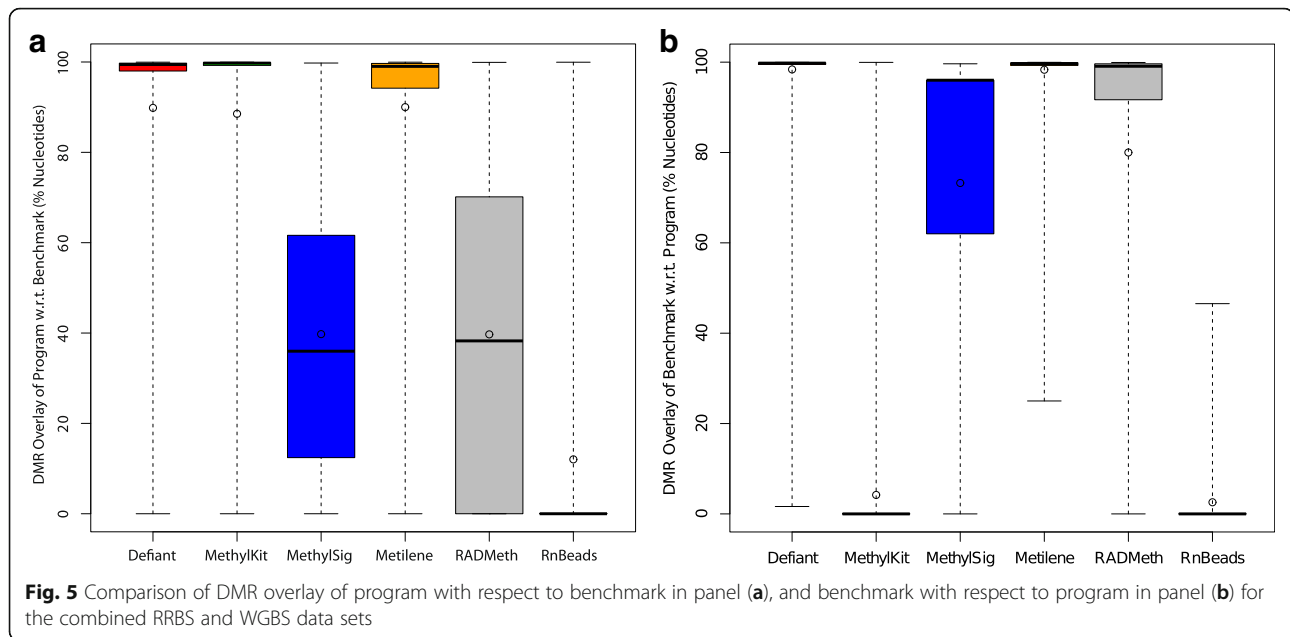 a
DMR Overlay of Program w.r.t. Benchmark (% Nucleotides)
100
80
60
40
20
0
Defiant MethylKit MethylSig Metilene RADMeth RnBeads
b
DMR Overlay of Benchmark w.r.t. Program (% Nucleotides)
100
80
60
40
20
0
Defiant MethylKit MethylSig Metilene RADMeth RnBeads
Fig. 5 Comparison of DMR overlay of program with respect to benchmark in panel (a), and benchmark with respect to program in panel (b) for
the combined RRBS and WGBS data sets